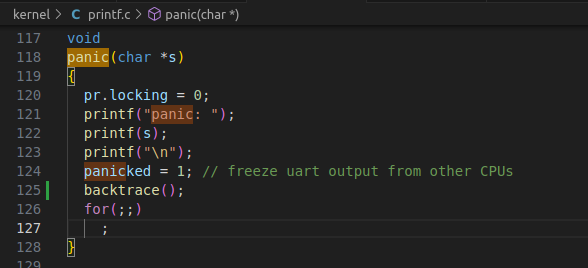 kernel > C printf.c > panic(char *)
117 void
118 panic(char *s)
119 {
120   pr.locking = 0;
121   printf("panic: ");
122   printf(s);
123   printf("\n");
124   panicked = 1; // freeze uart output from other CPUs
125   backtrace();
126   for(;;)
127     ;
128 }
129